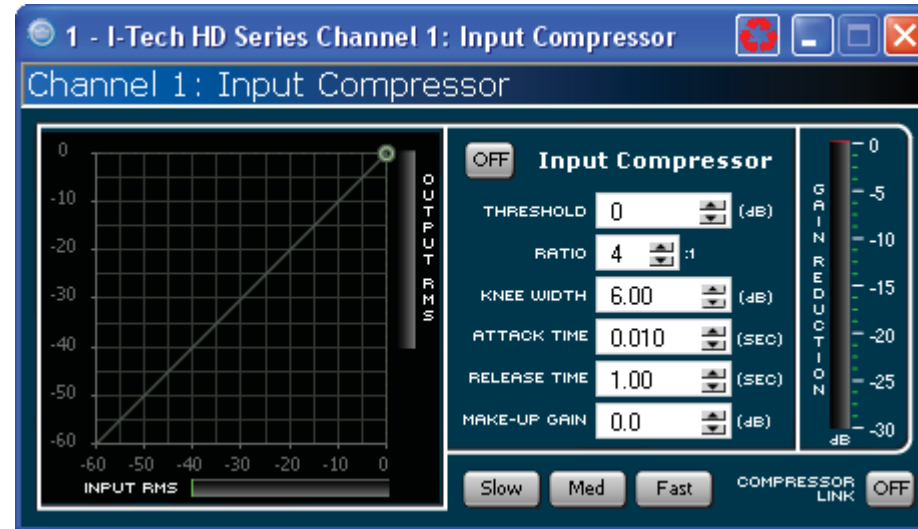 1 - I-Tech HD Series Channel 1: Input Compressor
Channel 1: Input Compressor
0
-10
-20
-30
-40
-50
-60
-60 -50 -40 -30 -20 -10 0
INPUT RMS
OUTPUT RMS
OFF Input Compressor
THRESHOLD 0 (dB)
RATIO 4 :1
KNEE WIDTH 6.00 (dB)
ATTACK TIME 0.010 (SEC)
RELEASE TIME 1.00 (SEC)
MAKE-UP GAIN 0.0 (dB)
Slow Med Fast
COMPRESSOR
LINK OFF
GAIN REDUCTION
0
-5
-10
-15
-20
-25
-30
dB